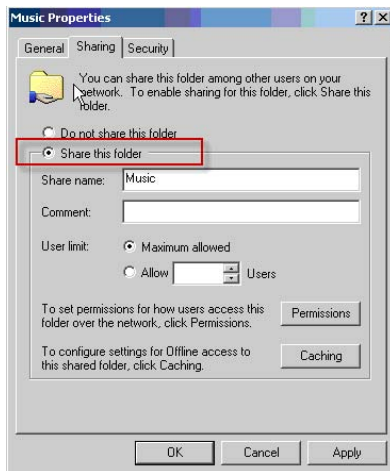 Music Properties
General Sharing Security
You can share this folder among other users on your
network. To enable sharing for this folder, click Share this
folder.
Do not share this folder
Share this folder
Share name: Music
Comment:
User limit: Maximum allowed
Allow Users
To set permissions for how users access this
folder over the network, click Permissions.
Permissions
To configure settings for Offline access to
this shared folder, click Caching.
Caching
OK Cancel Apply